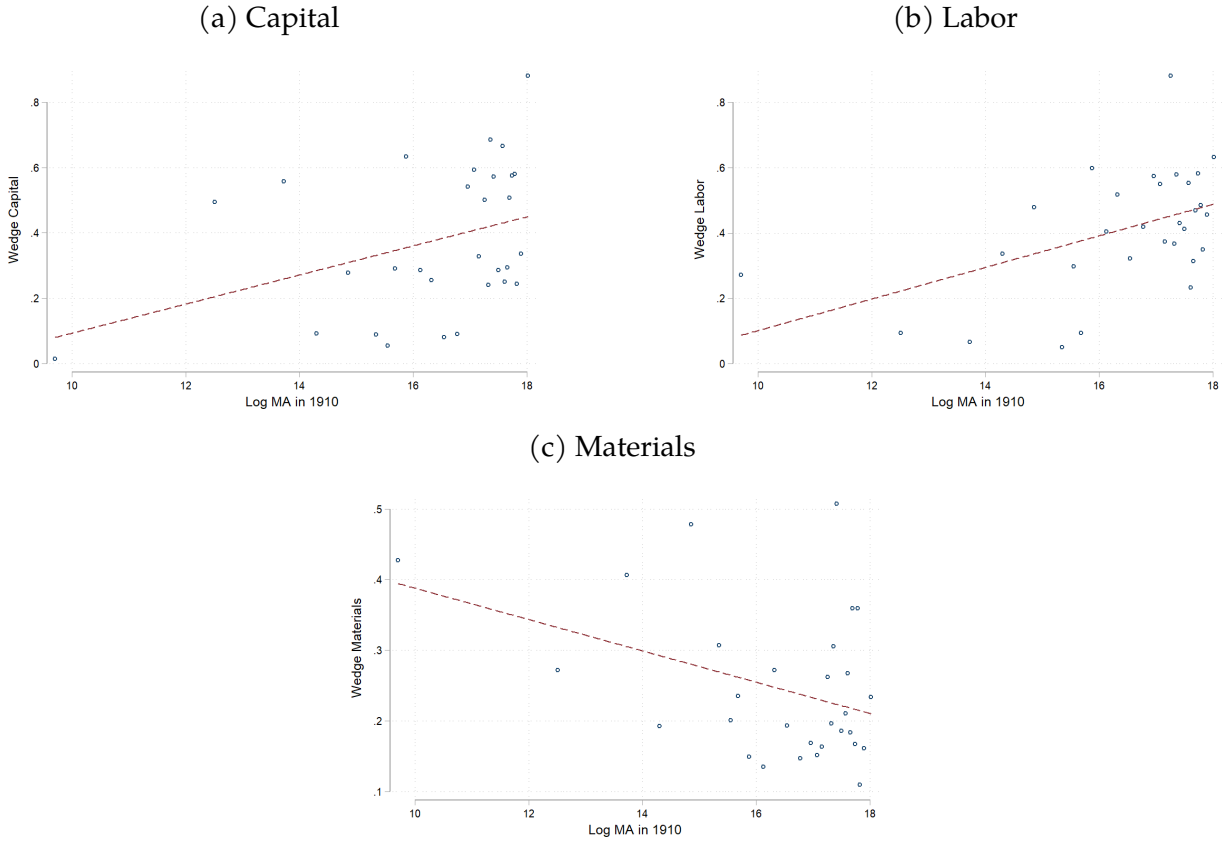 (a) Capital
Wedge Capital
.8
.6
.4
.2
0
10 12 14 16 18
Log MA in 1910
(b) Labor
Wedge Labor
.8
.6
.4
.2
0
10 12 14 16 18
Log MA in 1910
(c) Materials
Wedge Materials
.5
.4
.3
.2
.1
10 12 14 16 18
Log MA in 1910